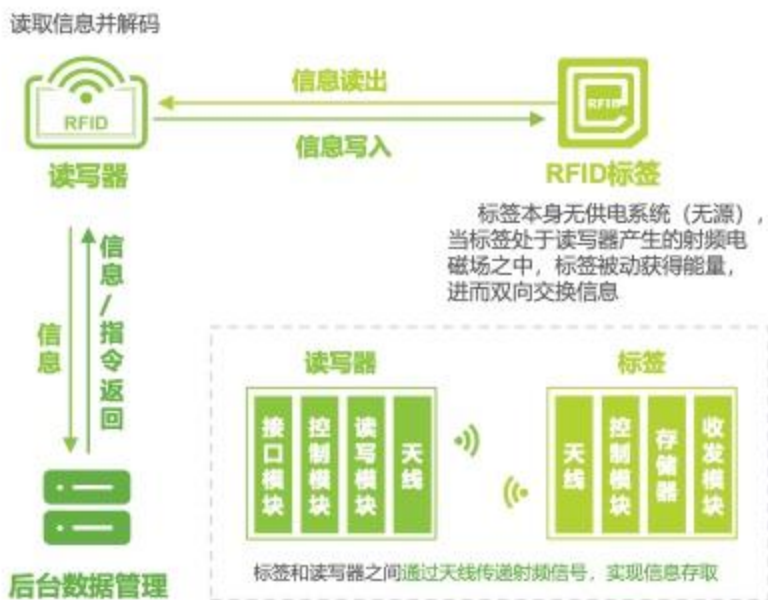 读取信息并解码
RFID
信息读出
信息写入
RFID
读写器
RFID标签
标签本身无供电系统（无源），
当标签处于读写器产生的射频电
磁场之中，标签被动获得能量，
进而双向交换信息
信息
信息/指令返回
后台数据管理
读写器
接口模块
控制模块
读写模块
天线
标签
天线
控制模块
存储器
收发模块
标签和读写器之间通过天线传递射频信号，实现信息存取